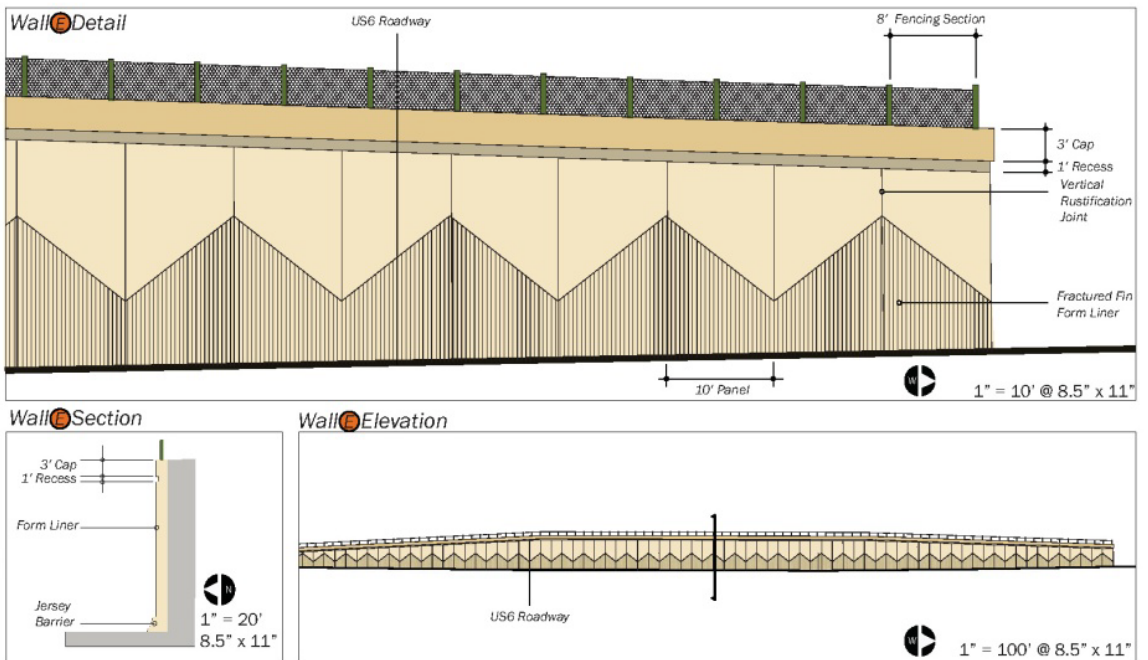 Wall E Detail
US6 Roadway
8' Fencing Section
3' Cap
1' Recess
Vertical
Rustification
Joint
Fractured Fin
Form Liner
10' Panel
W
1" = 10' @ 8.5" x 11"
Wall E Section
3' Cap
1' Recess
Form Liner
Jersey
Barrier
N
1" = 20'
8.5" x 11"
Wall E Elevation
US6 Roadway
W
1" = 100' @ 8.5" x 11"